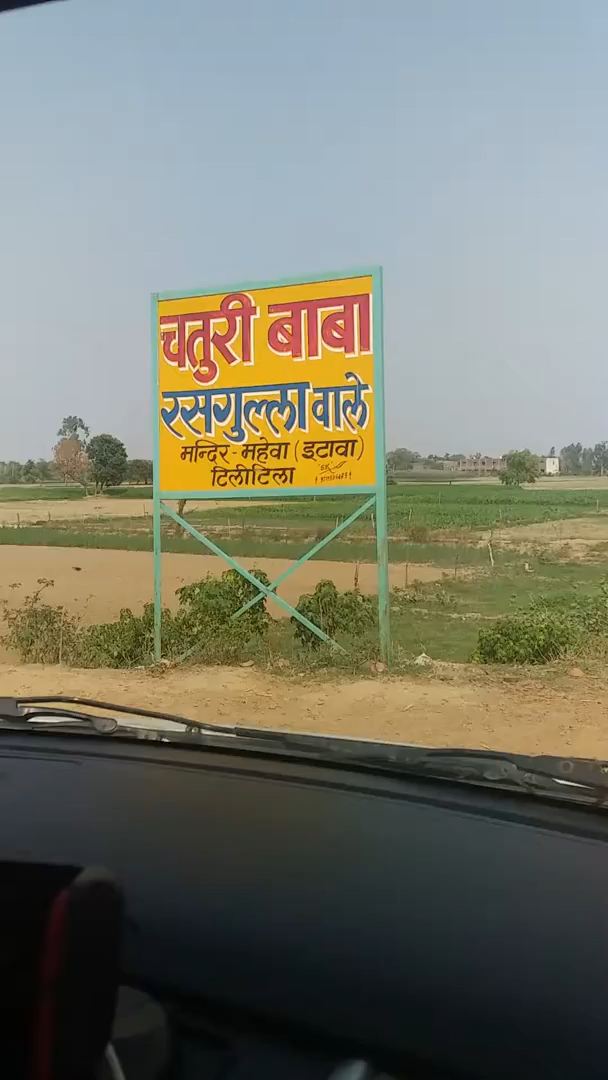 चतुरी बाबा
रसगुल्ला वाले
मन्दिर-महेवा (इटावा)
टिलीटिला